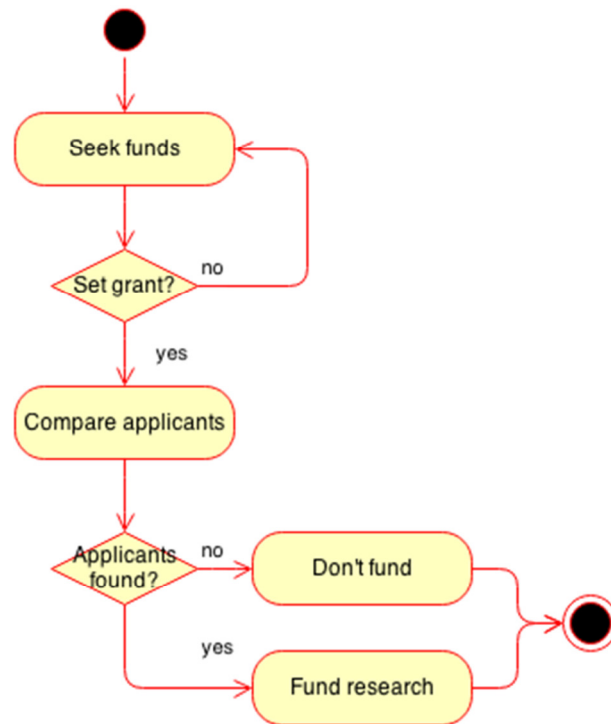 Seek funds
Set grant?
no
yes
Compare applicants
Applicants
found?
no
Don't fund
yes
Fund research